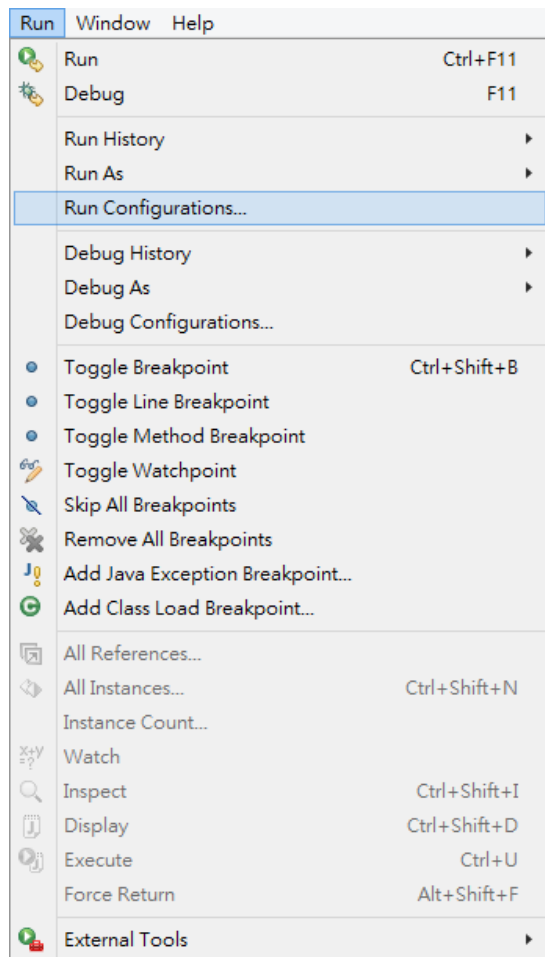 Run Window Help
Run Ctrl+F11
Debug F11
Run History
Run As
Run Configurations...
Debug History
Debug As
Debug Configurations...
Toggle Breakpoint Ctrl+Shift+B
Toggle Line Breakpoint
Toggle Method Breakpoint
Toggle Watchpoint
Skip All Breakpoints
Remove All Breakpoints
Add Java Exception Breakpoint...
Add Class Load Breakpoint...
All References...
All Instances... Ctrl+Shift+N
Instance Count...
Watch
Inspect Ctrl+Shift+I
Display Ctrl+Shift+D
Execute Ctrl+U
Force Return Alt+Shift+F
External Tools